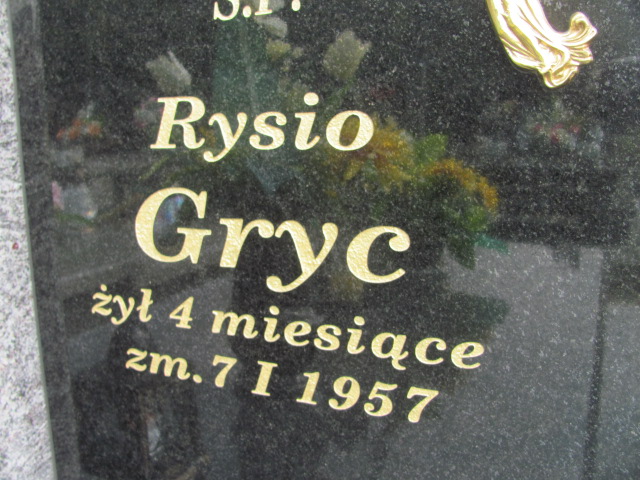 Ś.P.
Rysio
Gryc
żył 4 miesiące
zm. 7 I 1957